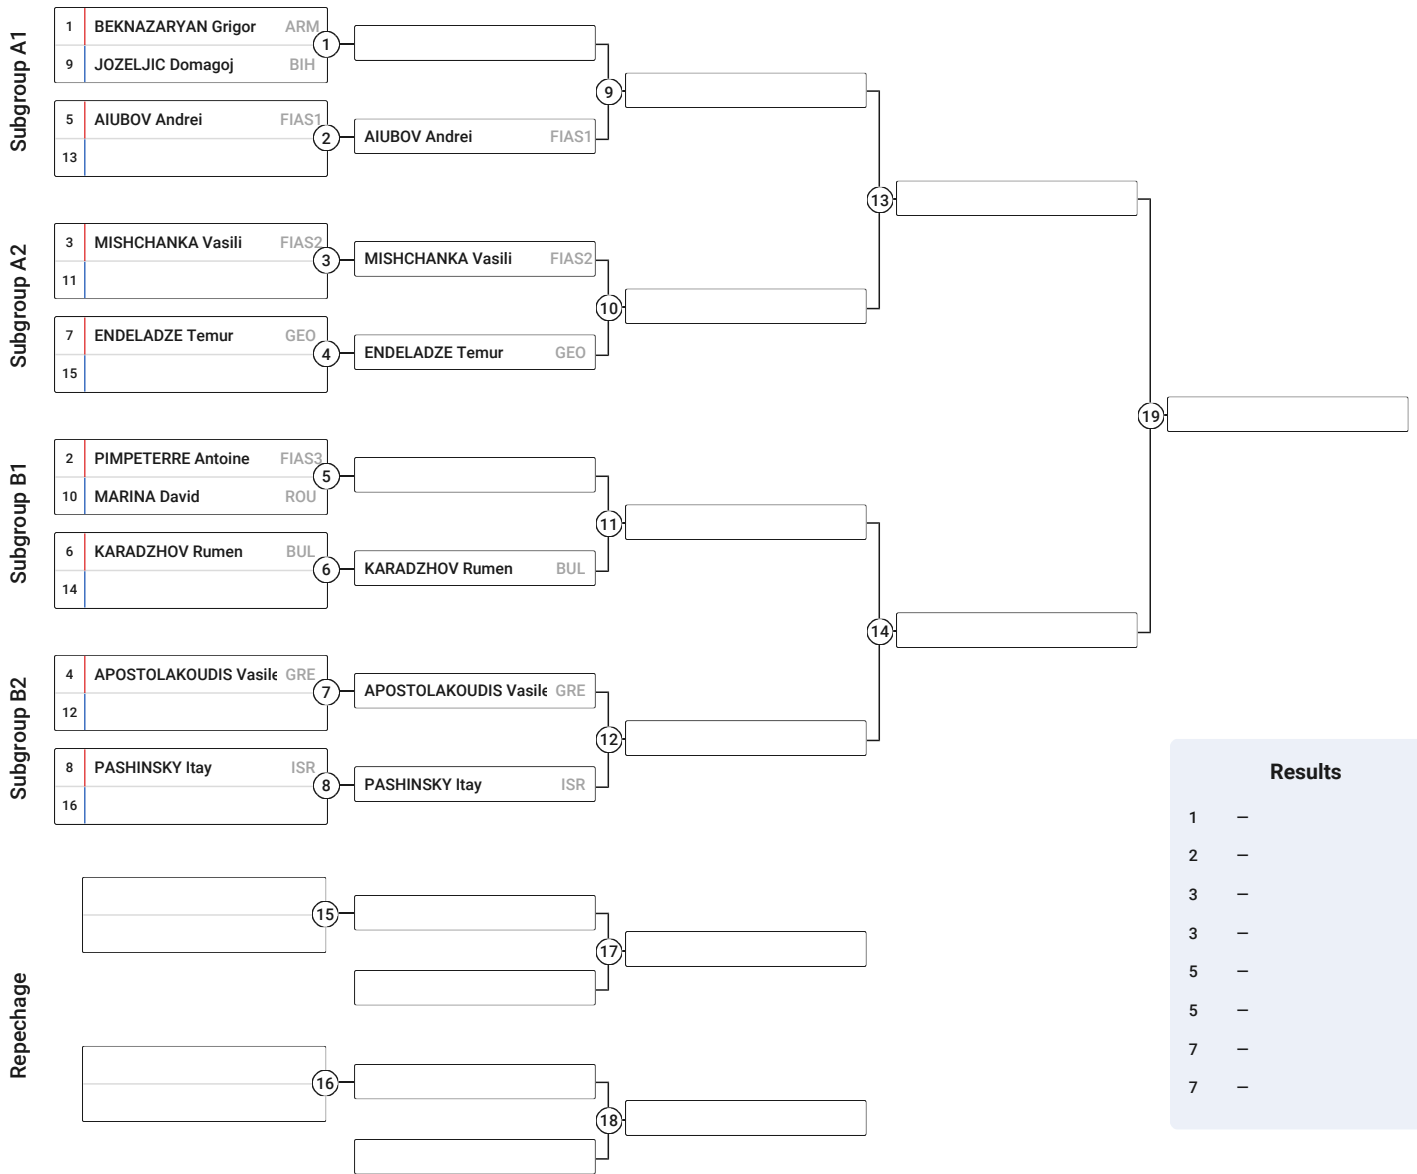 Subgroup A1
1 BEKNAZARYAN Grigor ARM
9 JOZELJIC Domagoj BIH
1
5 AIUBOV Andrei FIAS1
13
2
AIUBOV Andrei FIAS1
9
Subgroup A2
3 MISHCHANKA Vasili FIAS2
11
3
MISHCHANKA Vasili FIAS2
7 ENDELADZE Temur GEO
15
4
ENDELADZE Temur GEO
10
13
Subgroup B1
2 PIMPETERRE Antoine FIAS3
10 MARINA David ROU
5
6 KARADZHOV Rumen BUL
14
6
KARADZHOV Rumen BUL
11
Subgroup B2
4 APOSTOLAKOUDIS Vasile GRE
12
7
APOSTOLAKOUDIS Vasile GRE
8 PASHINSKY Itay ISR
16
8
PASHINSKY Itay ISR
12
14
19
Repechage
15
17
16
18
Results
1 –
2 –
3 –
3 –
5 –
5 –
7 –
7 –